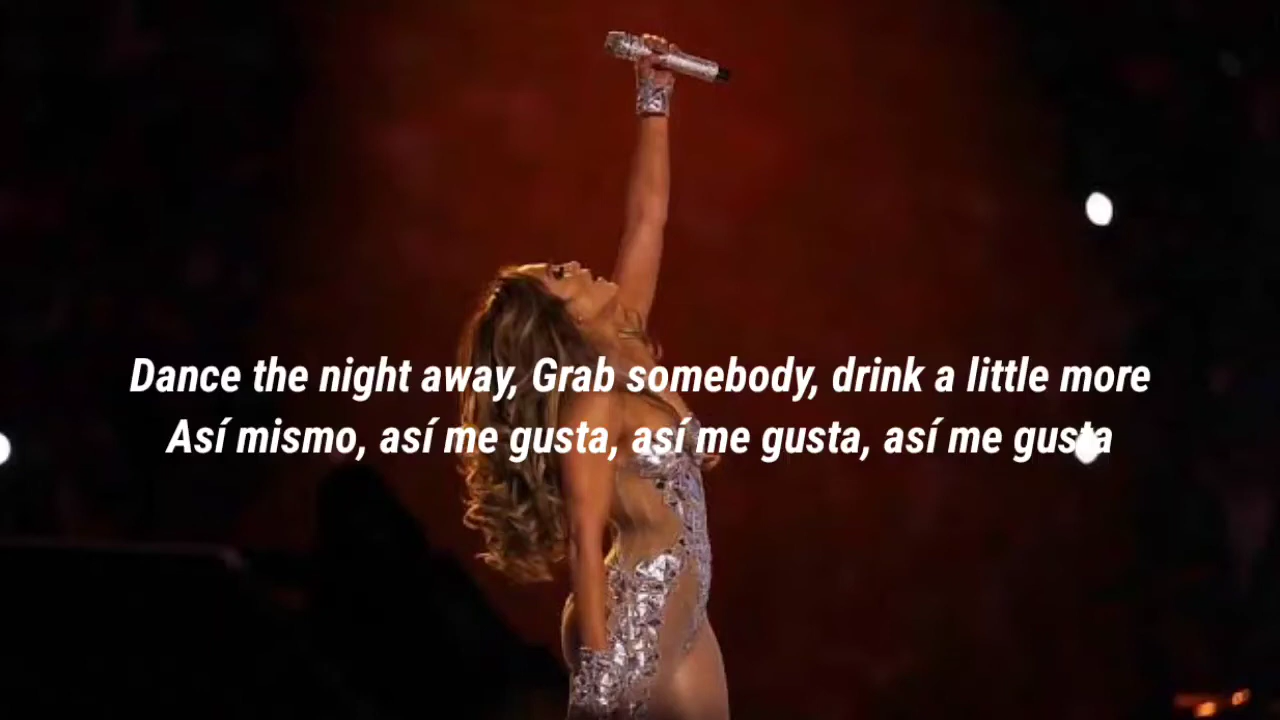 Dance the night away, Grab somebody, drink a little more
Así mismo, así me gusta, así me gusta, así me gusta